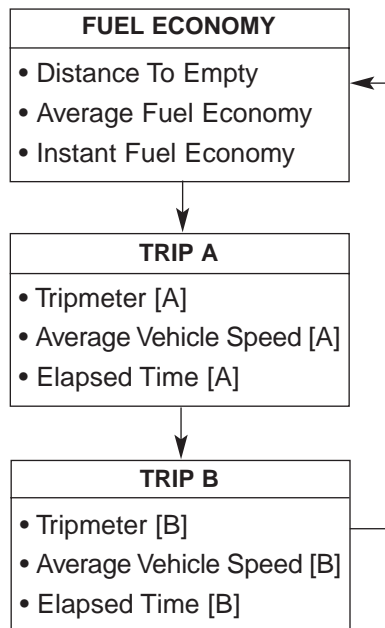 FUEL ECONOMY
• Distance To Empty
• Average Fuel Economy
• Instant Fuel Economy
TRIP A
• Tripmeter [A]
• Average Vehicle Speed [A]
• Elapsed Time [A]
TRIP B
• Tripmeter [B]
• Average Vehicle Speed [B]
• Elapsed Time [B]